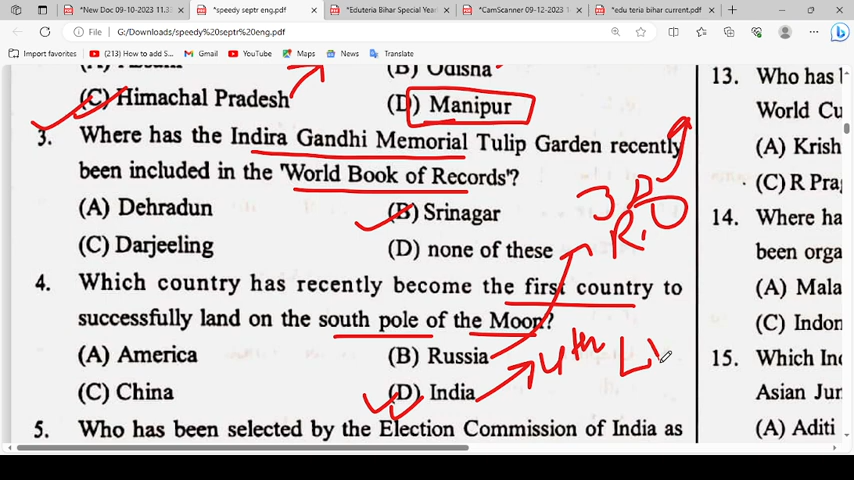 *New Doc 09-10-2023 11.3
*speedy septr eng.pdf
*Eduteria Bihar Special Year
*CamScanner 09-12-2023 1
*edu teria bihar current.pdf
G:/Downloads/speedy%20septr%20eng.pdf
Import favorites
(213) How to add S...
Gmail
YouTube
Maps
News
Translate
(B) Odisha
(C) Himachal Pradesh
(D) Manipur
3. Where has the Indira Gandhi Memorial Tulip Garden recently
been included in the 'World Book of Records'?
(A) Dehradun
(B) Srinagar
(C) Darjeeling
(D) none of these
4. Which country has recently become the first country to
successfully land on the south pole of the Moon?
(A) America
(B) Russia
(C) China
(D) India
4th Li
5. Who has been selected by the Election Commission of India as
13. Who has
World Cu
(A) Krish
(C) R Pra
14. Where ha
been orga
(A) Mala
(C) Indon
15. Which Inc
Asian Jun
(A) Aditi